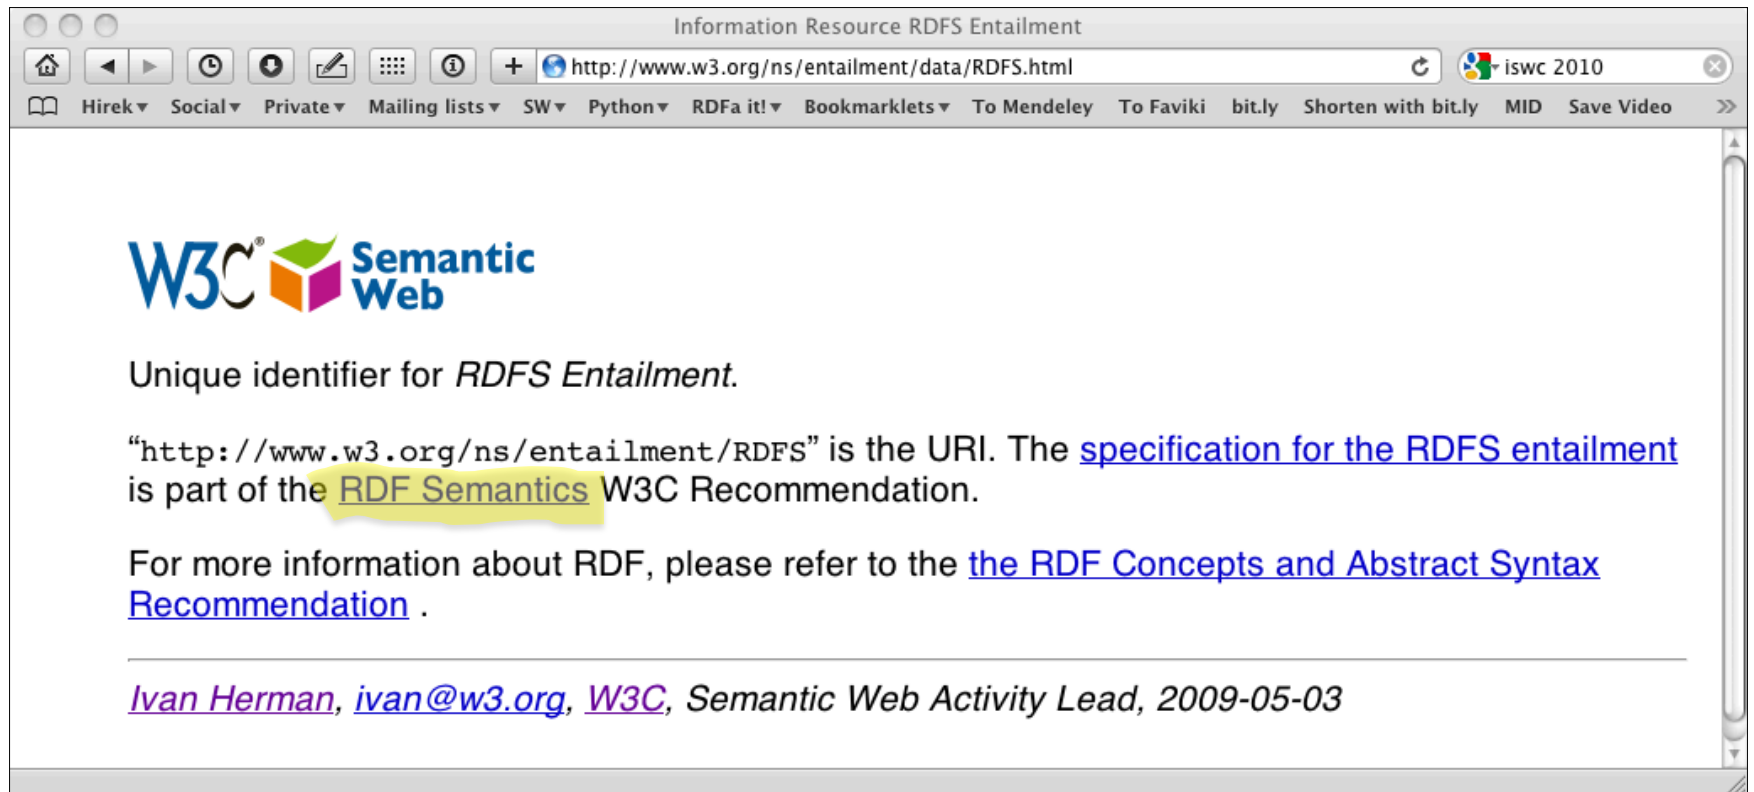 Information Resource RDFS Entailment
http://www.w3.org/ns/entailment/data/RDFS.html iswc 2010
Hirek Social Private Mailing lists SW Python RDFa it! Bookmarklets To Mendeley To Faviki bit.ly Shorten with bit.ly MID Save Video
W3C® Semantic
Web
Unique identifier for RDFS Entailment.
“http://www.w3.org/ns/entailment/RDFS” is the URI. The specification for the RDFS entailment
is part of the RDF Semantics W3C Recommendation.
For more information about RDF, please refer to the the RDF Concepts and Abstract Syntax
Recommendation .
Ivan Herman, ivan@w3.org, W3C, Semantic Web Activity Lead, 2009-05-03